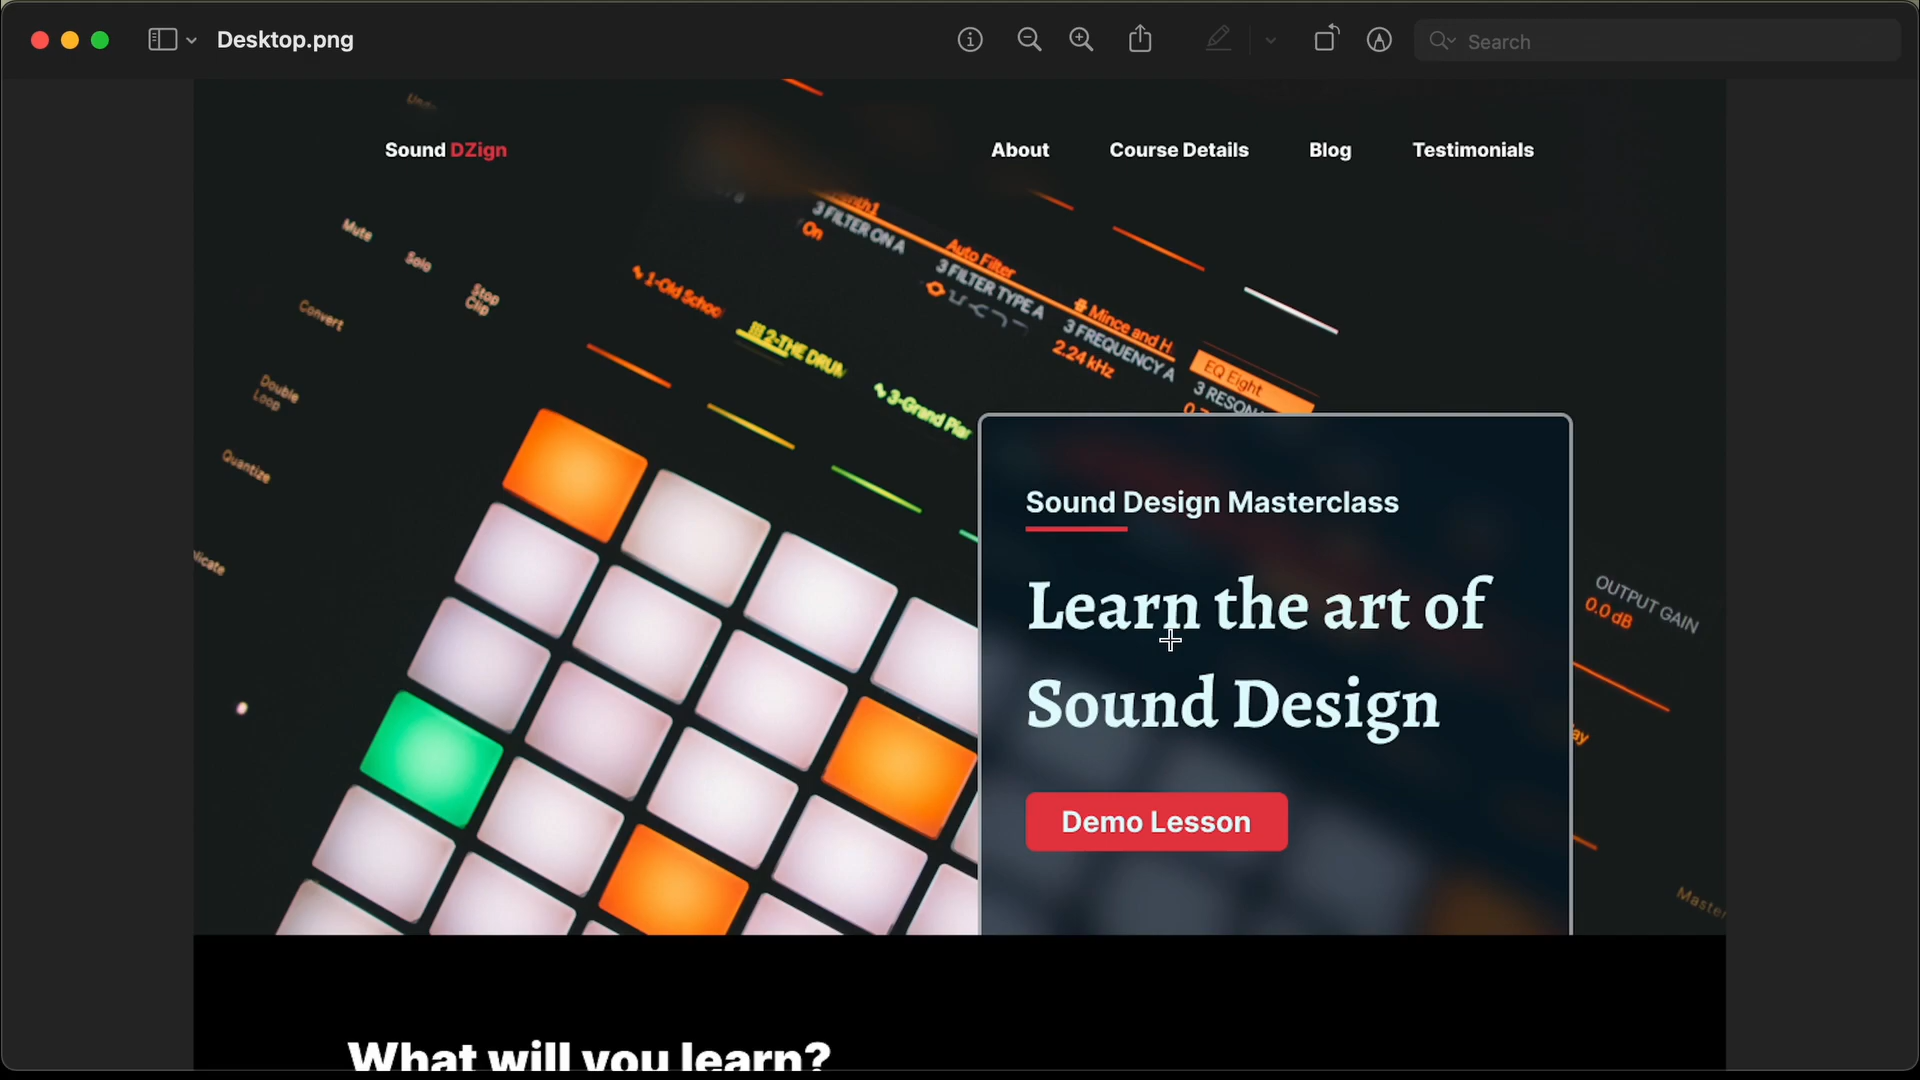 Desktop.png
Search
Sound DZign
About
Course Details
Blog
Testimonials
Mute
Solo
Stop
Clip
Convert
Double
Loop
Quantize
3 FILTER ON A
On
Auto Filter
3 FILTER TYPE A
Mince and H
3 FREQUENCY A
2.24 kHz
EQ Eight
1-Old Schoo
2-THE DRUM
3-Grand Pian
OUTPUT GAIN
0.0 dB
Master
Sound Design Masterclass
Learn the art of
Sound Design
Demo Lesson
What will you learn?